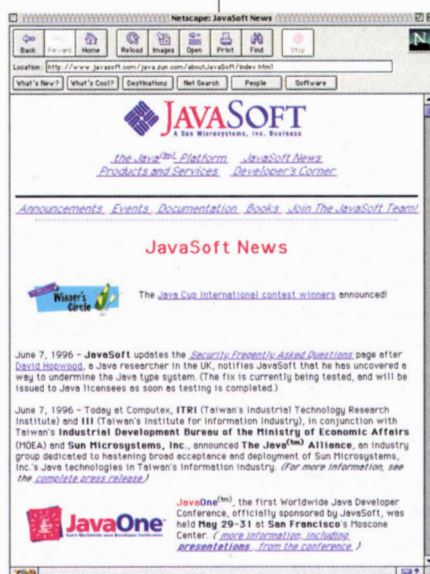 Netscape: JavaSoft News
Back Forward Home Reload Images Open Print Find Stop
N
Location: http://www.javasoft.com/java.sun.com/aboutJavaSoft/index.html
What's New? What's Cool? Destinations Net Search People Software
JAVASOFT
A Sun Microsystems, Inc. Business
the Java(tm) Platform JavaSoft News
Products and Services Developer's Corner
Announcements Events Documentation Books Join The JavaSoft Team!
JavaSoft News
Winner's
Circle
The Java Cup International contest winners announced!
June 7, 1996 - JavaSoft updates the Security Freqently Asked Questions page after
David Hopwood, a Java researcher in the UK, notifies JavaSoft that he has uncovered a
way to undermine the Java type system. (The fix is currently being tested, and will be
issued to Java licensees as soon as testing is completed.)
June 7, 1996 - Today at Computex, ITRI (Taiwan's Industrial Technology Research
Institute) and III (Taiwan's Institute for Information Industry), in conjunction with
Taiwan's Industrial Development Bureau of the Ministry of Economic Affairs
(MOEA) and Sun Microsystems, Inc., announced The Java(tm) Alliance, an industry
group dedicated to hastening broad acceptance and deployment of Sun Microsystems,
Inc.'s Java technologies in Taiwan's information industry. (For more information, see
the complete press release.)
JavaOne
Sun's Worldwide Java Developer Conference
JavaOne(tm), the first Worldwide Java Developer
Conference, officially sponsored by JavaSoft, was
held May 29-31 at San Francisco's Moscone
Center. ( more information, including
presentations, from the conference.)